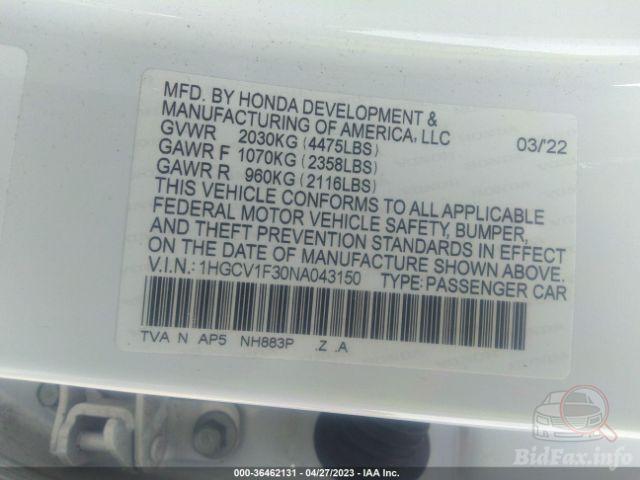 MFD. BY HONDA DEVELOPMENT &
MANUFACTURING OF AMERICA, LLC
GVWR 2030KG (4475LBS) 03/'22
GAWR F 1070KG (2358LBS)
GAWR R 960KG (2116LBS)
THIS VEHICLE CONFORMS TO ALL APPLICABLE
FEDERAL MOTOR VEHICLE SAFETY, BUMPER,
AND THEFT PREVENTION STANDARDS IN EFFECT
ON THE DATE OF MANUFACTURE SHOWN ABOVE.
V.I.N.: 1HGCV1F30NA043150 TYPE: PASSENGER CAR
TVA N AP5 NH883P .Z .A
BidFax.info
000-36462131 - 04/27/2023 - IAA Inc.